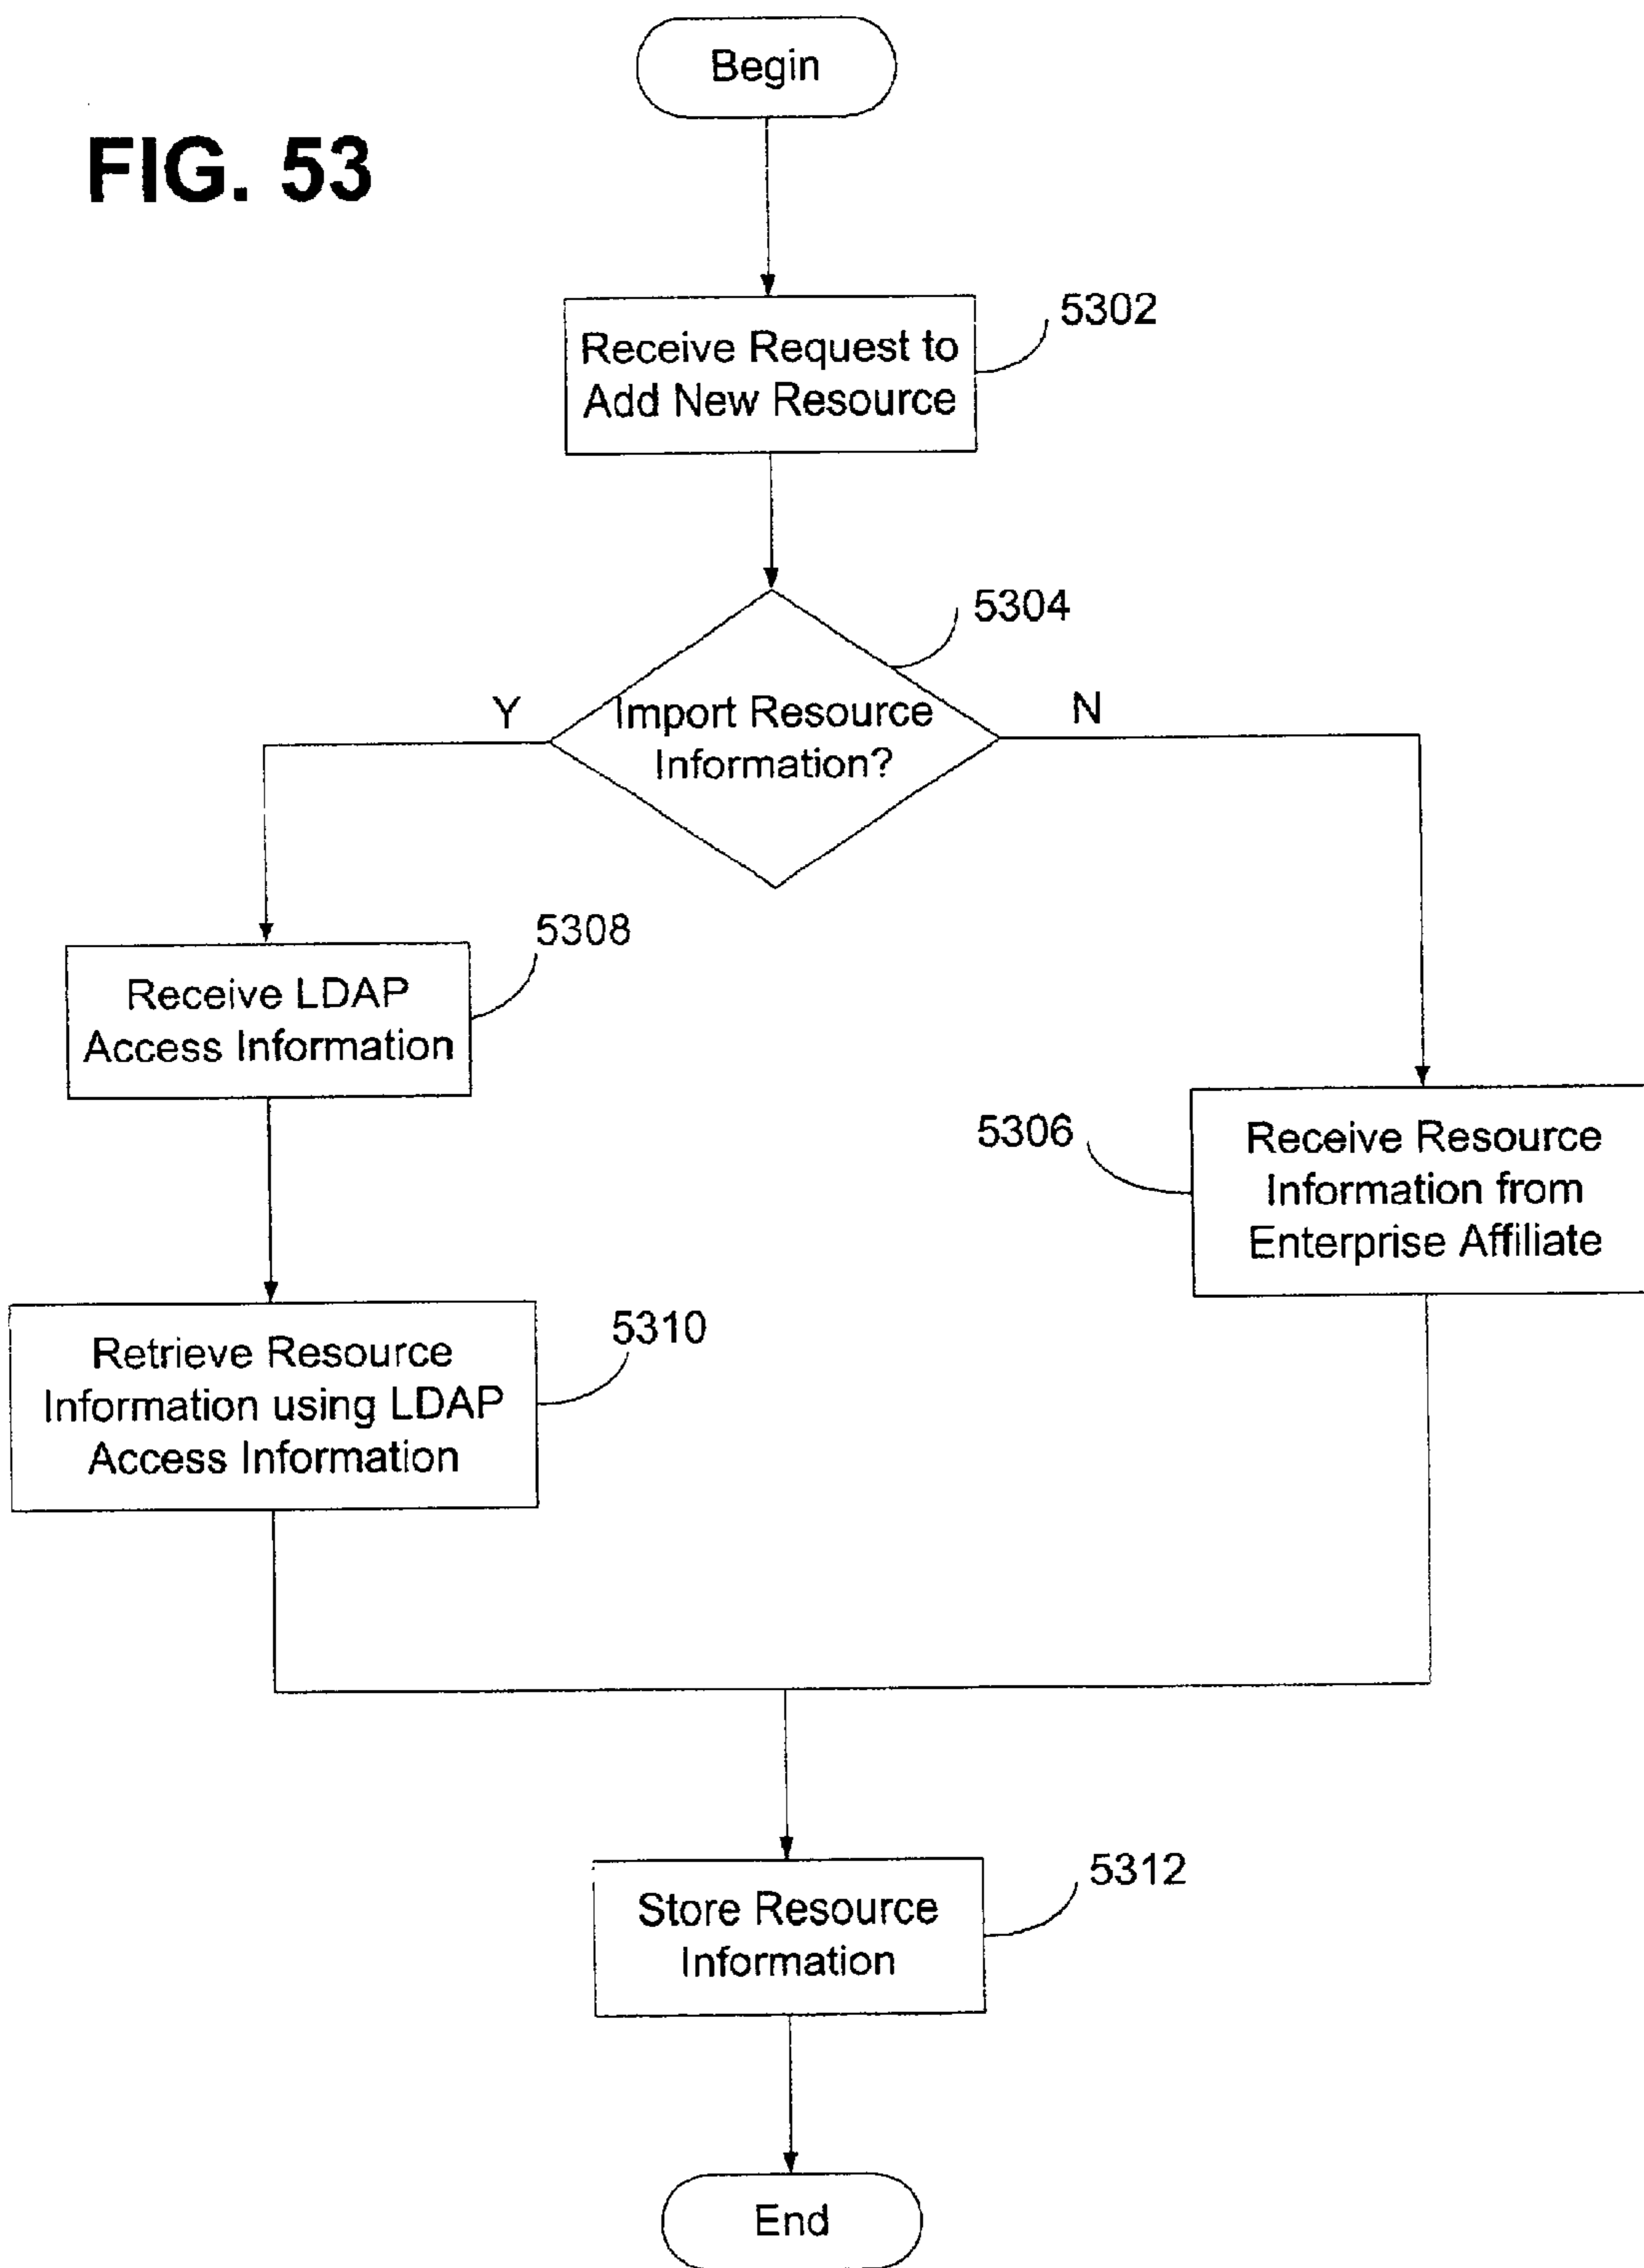 Begin
FIG. 53
5302
Receive Request to
Add New Resource
5304
Y
Import Resource
Information?
N
5308
Receive LDAP
Access Information
5306
Receive Resource
Information from
Enterprise Affiliate
5310
Retrieve Resource
Information using LDAP
Access Information
5312
Store Resource
Information
End